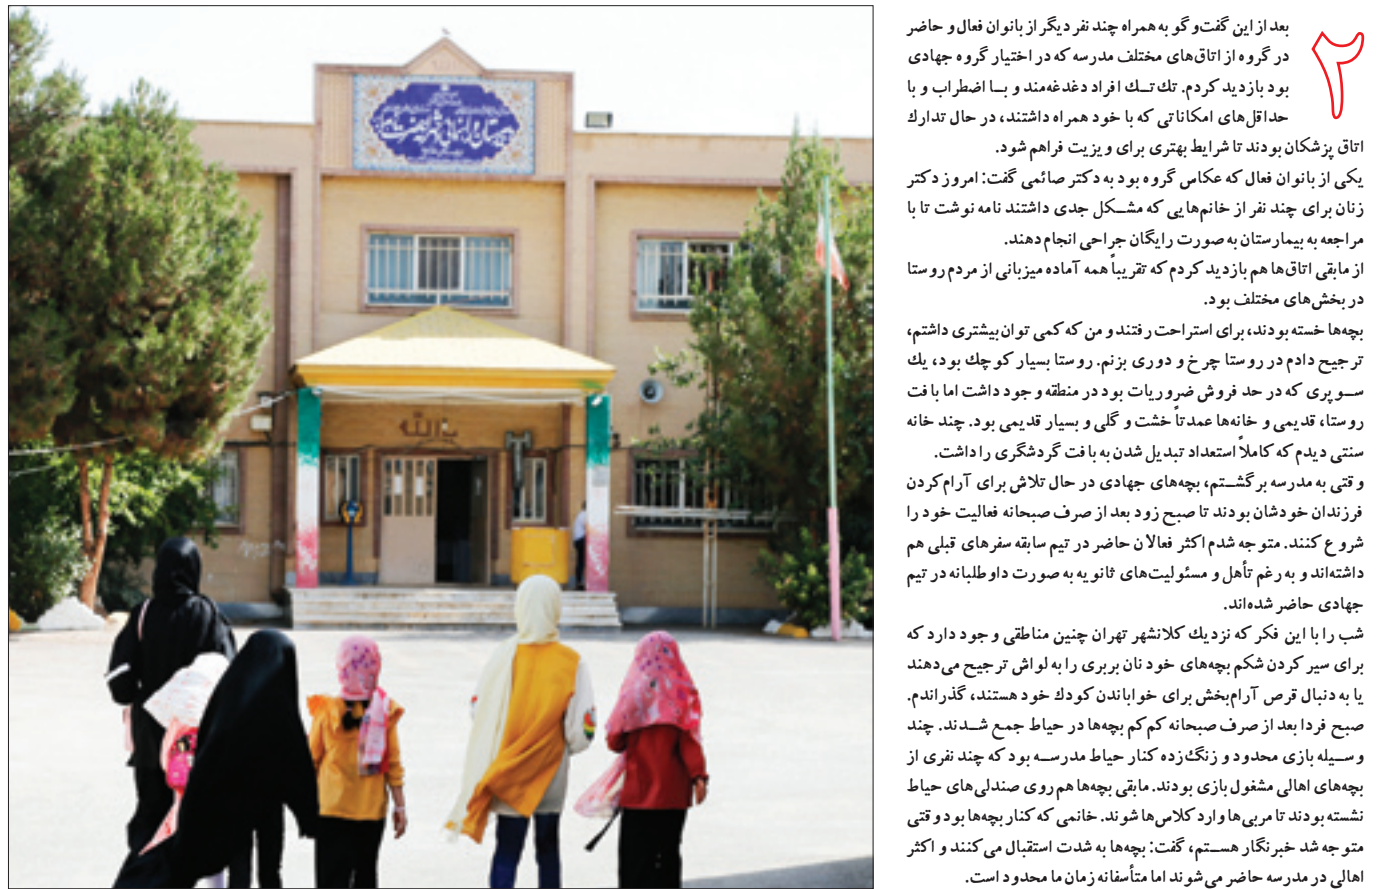 ۲
بعد از این گفت‌و گو به همراه چند نفر دیگر از بانوان فعال و حاضر
در گروه از اتاق‌های مختلف مدرسه که در اختیار گروه جهادی
بود بازدید کردم. تك تــك افراد دغدغه‌مند و بــا اضطراب و با
حداقل‌های امکاناتی که با خود همراه داشتند، در حال تدارك
اتاق پزشکان بودند تا شرایط بهتری برای ویزیت فراهم شود.
یکی از بانوان فعال که عکاس گروه بود به دکتر صائمی گفت: امروز دکتر
زنان برای چند نفر از خانم‌هایی که مشــکل جدی داشتند نامه نوشت تا با
مراجعه به بیمارستان به صورت رایگان جراحی انجام دهند.
از مابقی اتاق‌ها هم بازدید کردم که تقریباً همه آماده میزبانی از مردم روستا
در بخش‌های مختلف بود.
بچه‌ها خسته بودند، برای استراحت رفتند و من که کمی توان بیشتری داشتم،
ترجیح دادم در روستا چرخ و دوری بزنم. روستا بسیار کوچك بود، يك
ســوپری که در حد فروش ضروریات بود در منطقه وجود داشت اما بافت
روستا، قدیمی و خانه‌ها عمدتاً خشت و گلی و بسیار قدیمی بود. چند خانه
سنتی دیدم که کاملاً استعداد تبدیل شدن به بافت گردشگری را داشت.
وقتی به مدرسه برگشــتم، بچه‌های جهادی در حال تلاش برای آرام کردن
فرزندان خودشان بودند تا صبح زود بعد از صرف صبحانه فعالیت خود را
شروع کنند. متوجه شدم اکثر فعالان حاضر در تیم سابقه سفرهای قبلی هم
داشته‌اند و به رغم تأهل و مسئولیت‌های ثانویه به صورت داوطلبانه در تیم
جهادی حاضر شده‌اند.
شب را با این فکر که نزدیك کلانشهر تهران چنین مناطقی وجود دارد که
برای سیر کردن شکم بچه‌های خود نان بربری را به لواش ترجیح می‌دهند
یا به دنبال قرص آرام‌بخش برای خواباندن کودك خود هستند، گذراندم.
صبح فردا بعد از صرف صبحانه کم کم بچه‌ها در حیاط جمع شــدند. چند
وســیله بازی محدود و زنگ‌زده کنار حیاط مدرســه بود که چند نفری از
بچه‌های اهالی مشغول بازی بودند. مابقی بچه‌ها هم روی صندلی‌های حیاط
نشسته بودند تا مربی‌ها وارد کلاس‌ها شوند. خانمی که کنار بچه‌ها بود وقتی
متوجه شد خبرنگار هســتم، گفت: بچه‌ها به شدت استقبال می‌کنند و اکثر
اهالی در مدرسه حاضر می‌شوند اما متأسفانه زمان ما محدود است.